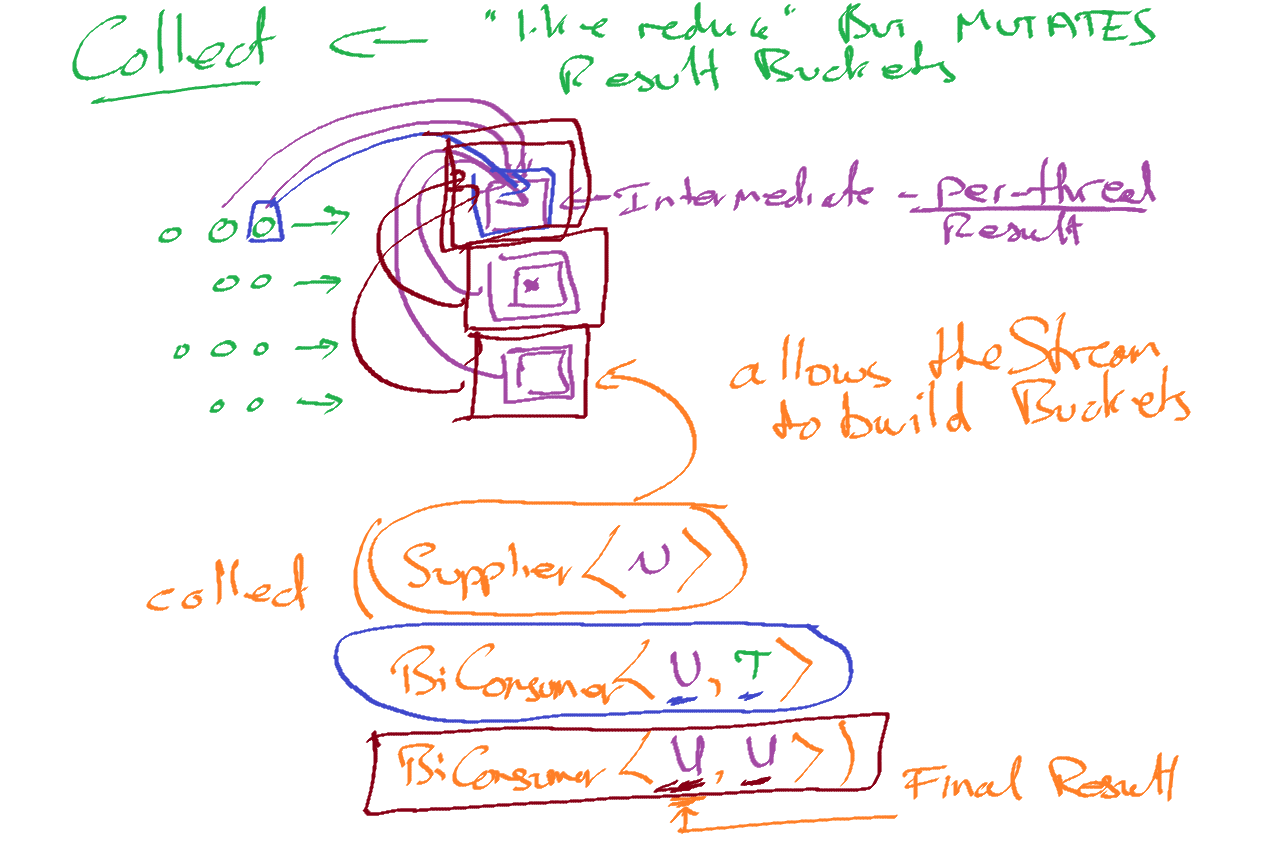 Collect ← "like reduce" But MUTATES
Result Buckets
← Intermediate - per-thread
Result
allows the Stream
to build Buckets
collect (Supplier<U>
BiConsumer<U, T>
BiConsumer<U, U>)
Final Result